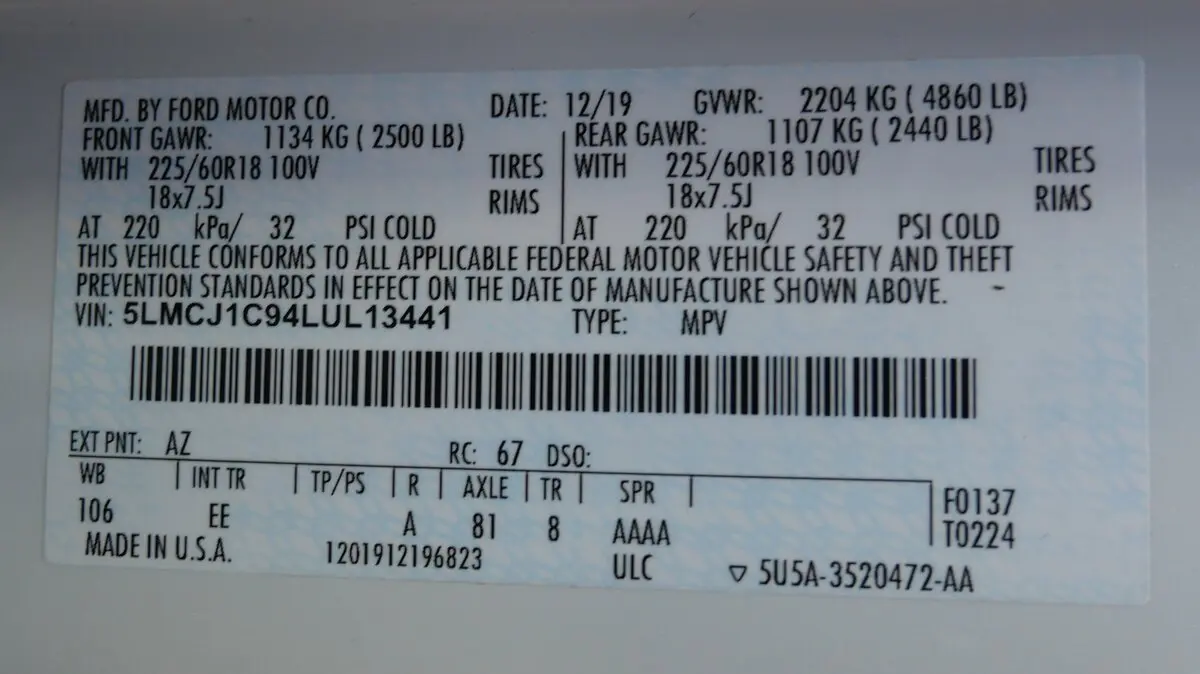 MFD. BY FORD MOTOR CO. DATE: 12/19 GVWR: 2204 KG ( 4860 LB)
FRONT GAWR: 1134 KG ( 2500 LB) REAR GAWR: 1107 KG ( 2440 LB)
WITH 225/60R18 100V TIRES WITH 225/60R18 100V TIRES
18x7.5J RIMS 18x7.5J RIMS
AT 220 kPa/ 32 PSI COLD AT 220 kPa/ 32 PSI COLD
THIS VEHICLE CONFORMS TO ALL APPLICABLE FEDERAL MOTOR VEHICLE SAFETY AND THEFT
PREVENTION STANDARDS IN EFFECT ON THE DATE OF MANUFACTURE SHOWN ABOVE.
VIN: 5LMCJ1C94LUL13441 TYPE: MPV
EXT PNT: AZ RC: 67 DSO:
WB INT TR TP/PS R AXLE TR SPR F0137
106 EE A 81 8 AAAA T0224
MADE IN U.S.A. 1201912196823 ULC ▽ 5U5A-3520472-AA